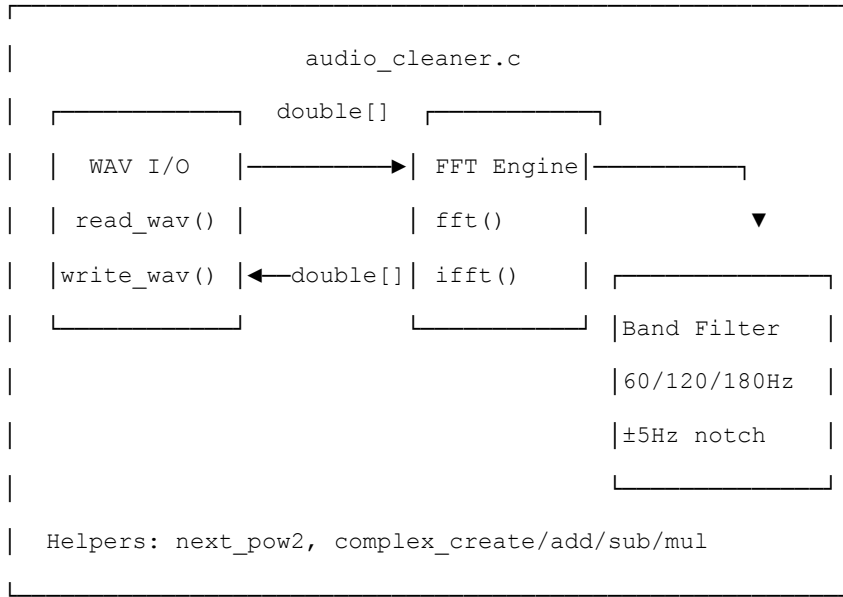 audio_cleaner.c
double[]
WAV I/O FFT Engine
read_wav() fft()
write_wav() double[] ifft()
Band Filter
60/120/180Hz
±5Hz notch
Helpers: next_pow2, complex_create/add/sub/mul